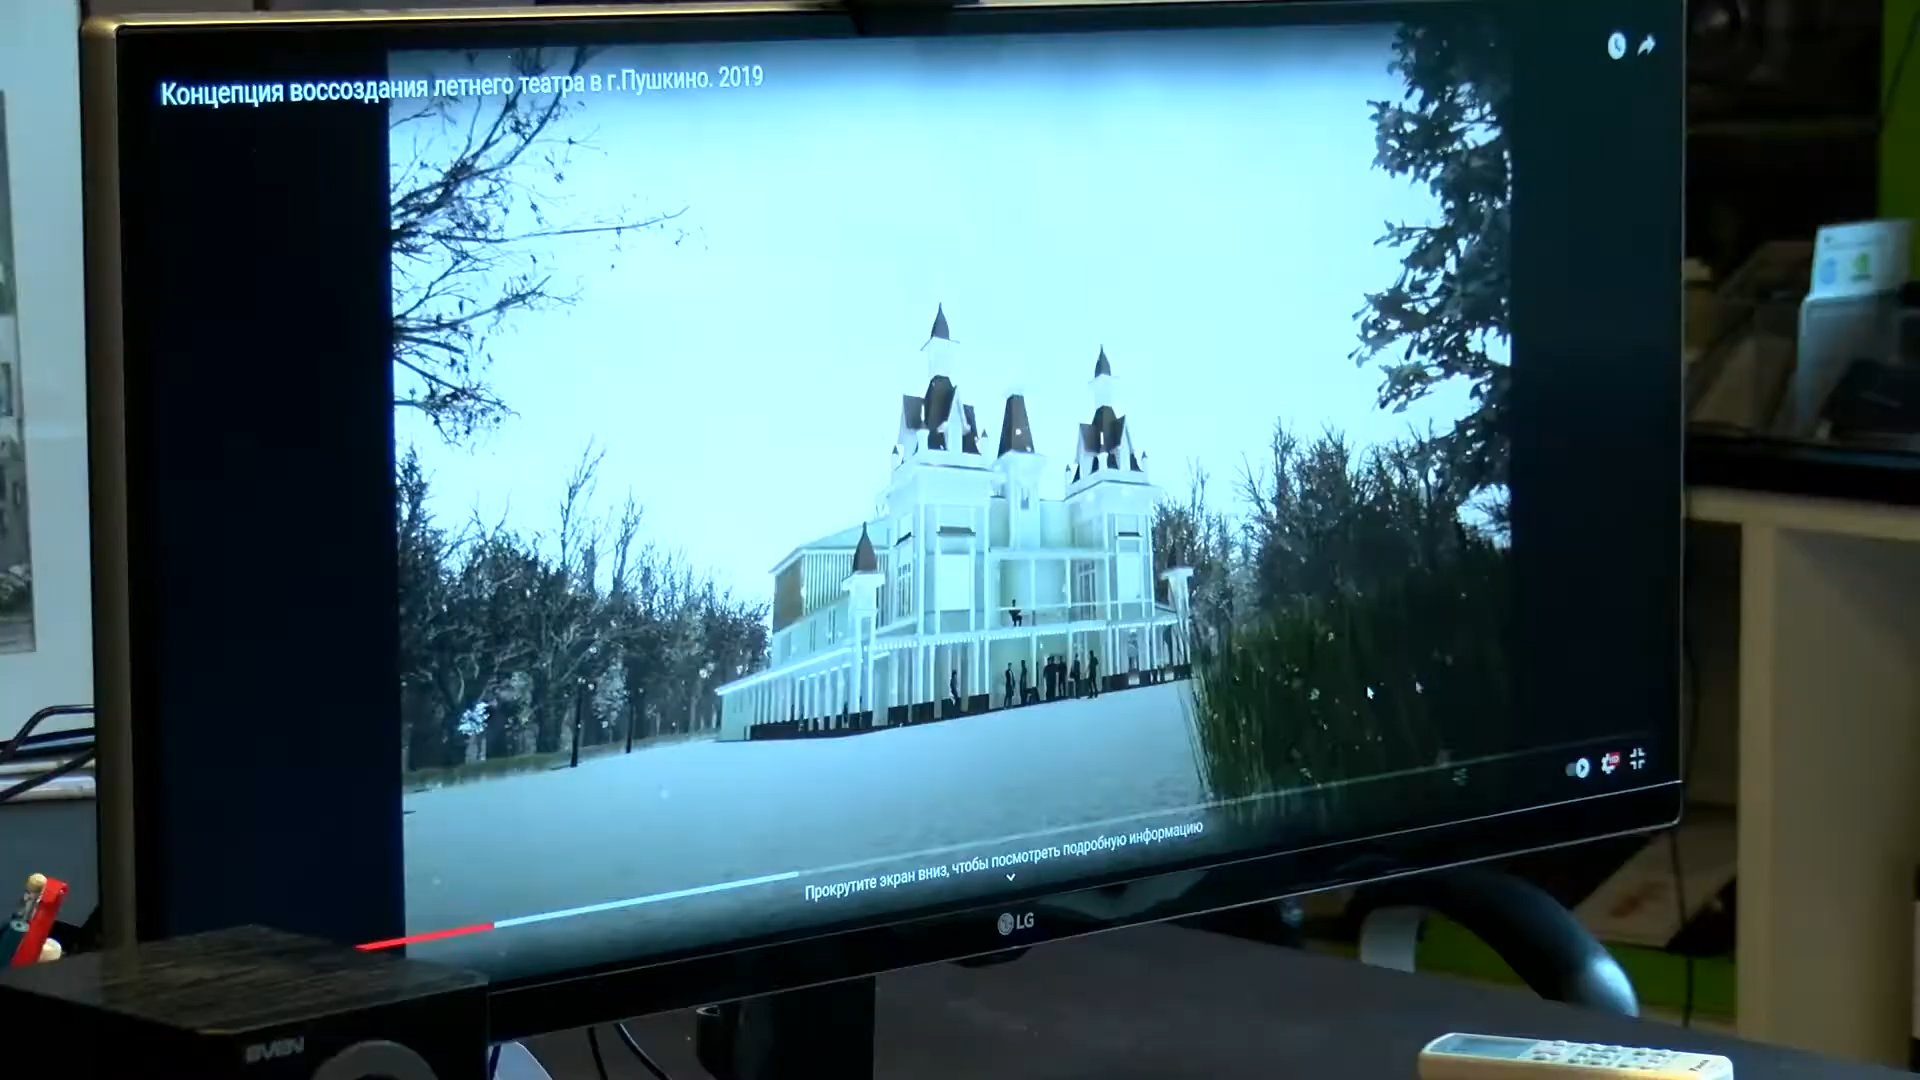 Концепция воссоздания летнего театра в г.Пушкино. 2019
Прокрутите экран вниз, чтобы посмотреть подробную информацию
LG
SVEN